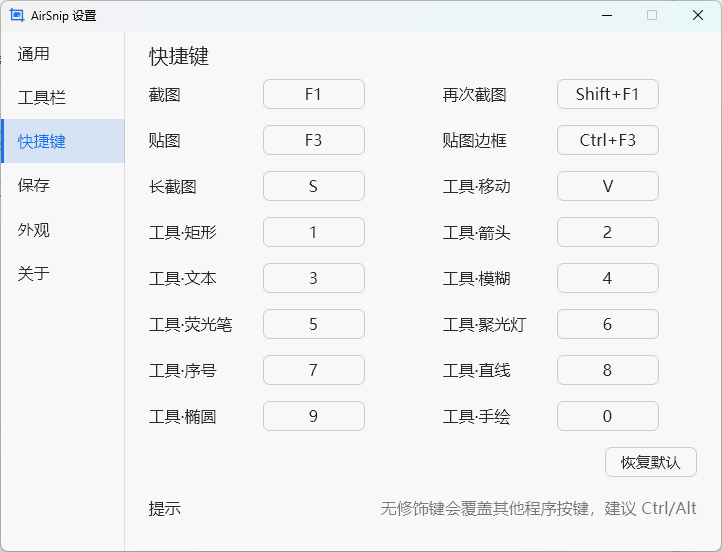 AirSnip 设置
通用
工具栏
快捷键
保存
外观
关于
快捷键
截图 F1 再次截图 Shift+F1
贴图 F3 贴图边框 Ctrl+F3
长截图 S 工具·移动 V
工具·矩形 1 工具·箭头 2
工具·文本 3 工具·模糊 4
工具·荧光笔 5 工具·聚光灯 6
工具·序号 7 工具·直线 8
工具·椭圆 9 工具·手绘 0
恢复默认
提示 无修饰键会覆盖其他程序按键，建议 Ctrl/Alt